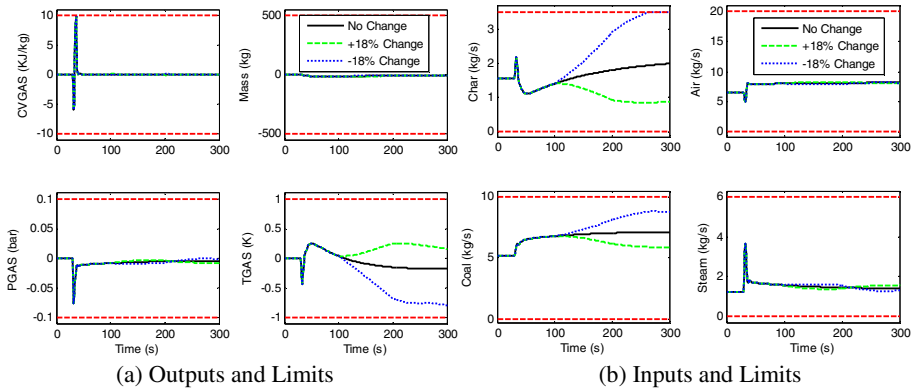 CVGAS (KJ/kg)
10
5
0
-5
-10
0 100 200 300
Mass (kg)
500
0
-500
No Change
+18% Change
-18% Change
0 100 200 300
Char (kg/s)
3
2
1
0
0 100 200 300
Air (kg/s)
20
15
10
5
0
No Change
+18% Change
-18% Change
0 100 200 300
PGAS (bar)
0.1
0.05
0
-0.05
-0.1
0 100 200 300
Time (s)
TGAS (K)
1
0.5
0
-0.5
-1
0 100 200 300
Time (s)
Coal (kg/s)
10
5
0
0 100 200 300
Time (s)
Steam (kg/s)
6
4
2
0
0 100 200 300
Time (s)
(a) Outputs and Limits
(b) Inputs and Limits